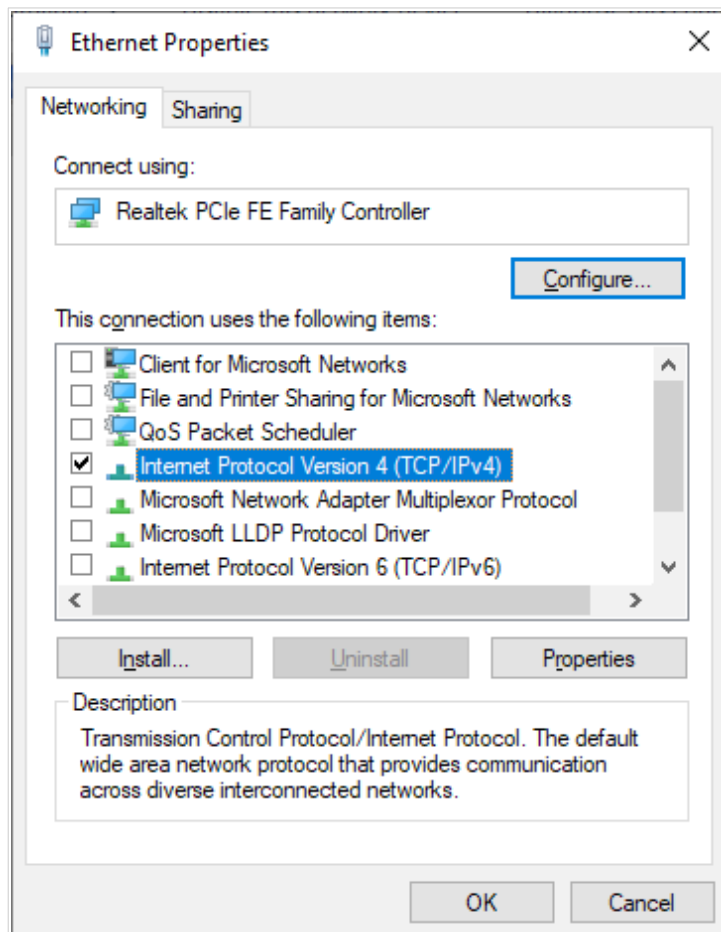 Ethernet Properties
Networking
Sharing
Connect using:
Realtek PCIe FE Family Controller
Configure...
This connection uses the following items:
Client for Microsoft Networks
File and Printer Sharing for Microsoft Networks
QoS Packet Scheduler
Internet Protocol Version 4 (TCP/IPv4)
Microsoft Network Adapter Multiplexor Protocol
Microsoft LLDP Protocol Driver
Internet Protocol Version 6 (TCP/IPv6)
Install...
Uninstall
Properties
Description
Transmission Control Protocol/Internet Protocol. The default
wide area network protocol that provides communication
across diverse interconnected networks.
OK
Cancel